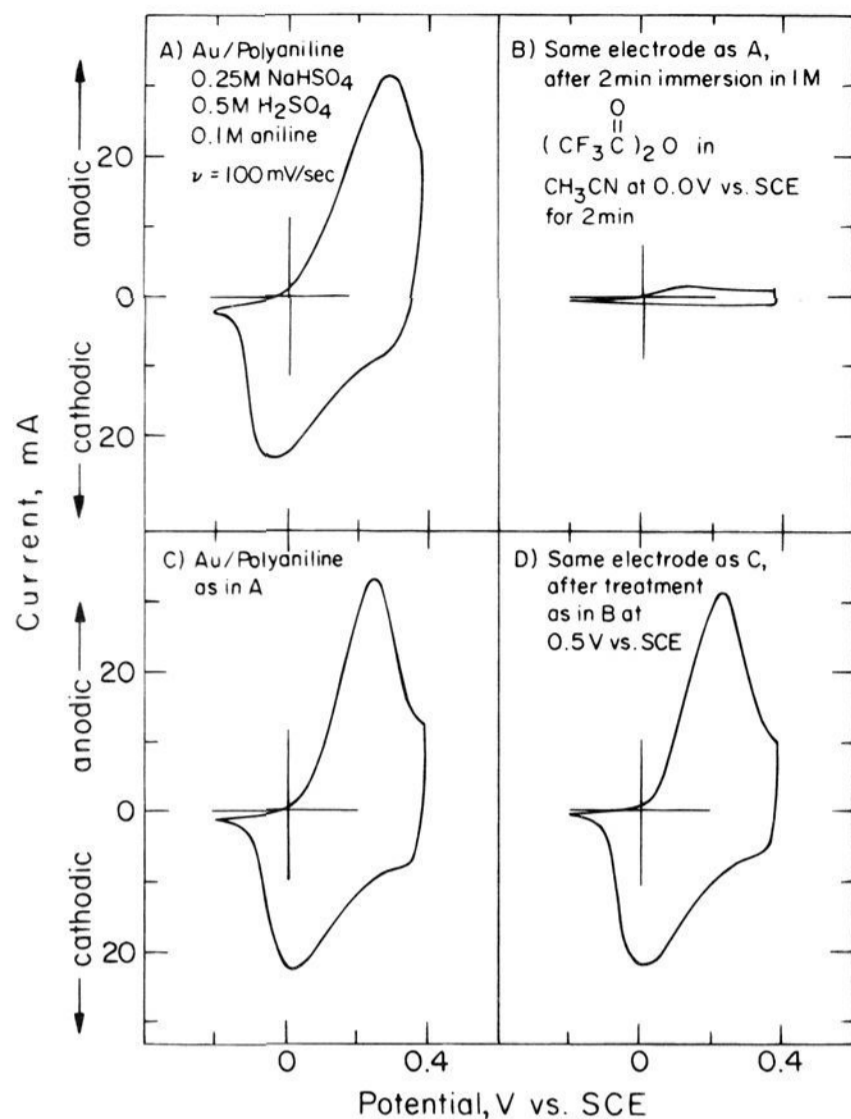 A) Au/Polyaniline
0.25M NaHSO4
0.5M H2SO4
0.1M aniline
ν = 100 mV/sec
B) Same electrode as A,
after 2min immersion in 1M
O
( CF3C )2O in
CH3CN at 0.0V vs. SCE
for 2min
C) Au/Polyaniline
as in A
D) Same electrode as C,
after treatment
as in B at
0.5V vs. SCE
Current, mA
anodic
cathodic
anodic
cathodic
20
0
20
20
0
20
0
0.4
0
0.4
Potential, V vs. SCE